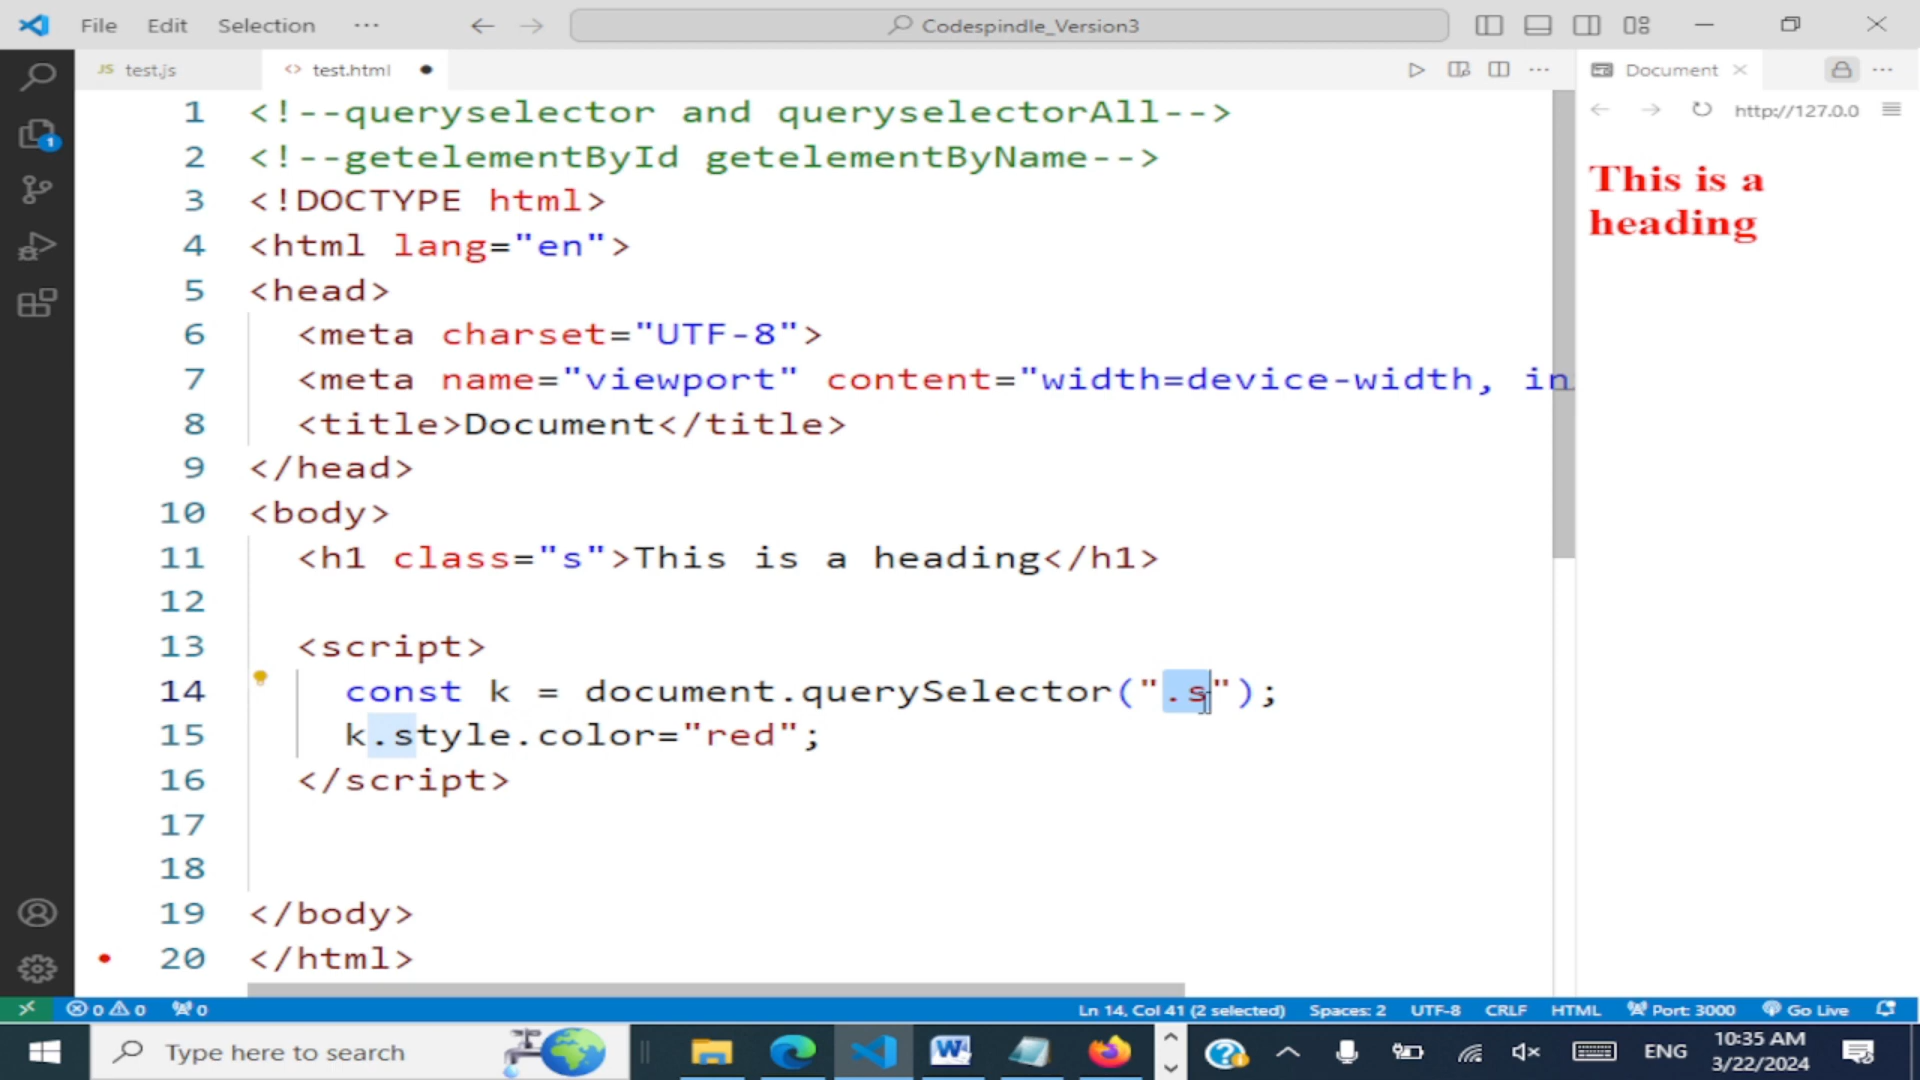 File Edit Selection ··· Codespindle_Version3
JS test.js <> test.html Document
http://127.0.0
1 <!--queryselector and queryselectorAll-->
2 <!--getelementById getelementByName-->
3 <!DOCTYPE html>
4 <html lang="en">
5 <head>
6 <meta charset="UTF-8">
7 <meta name="viewport" content="width=device-width, in
8 <title>Document</title>
9 </head>
10 <body>
11 <h1 class="s">This is a heading</h1>
12
13 <script>
14 const k = document.querySelector(".s");
15 k.style.color="red";
16 </script>
17
18
19 </body>
20 </html>
This is a
heading
1
0 0 0 Ln 14, Col 41 (2 selected) Spaces: 2 UTF-8 CRLF HTML Port: 3000 Go Live
Type here to search ENG 10:35 AM
3/22/2024